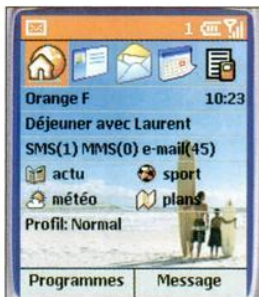 1
Orange F 10:23
Déjeuner avec Laurent
SMS(1) MMS(0) e-mail(45)
actu sport
météo plans
Profil: Normal
Programmes Message